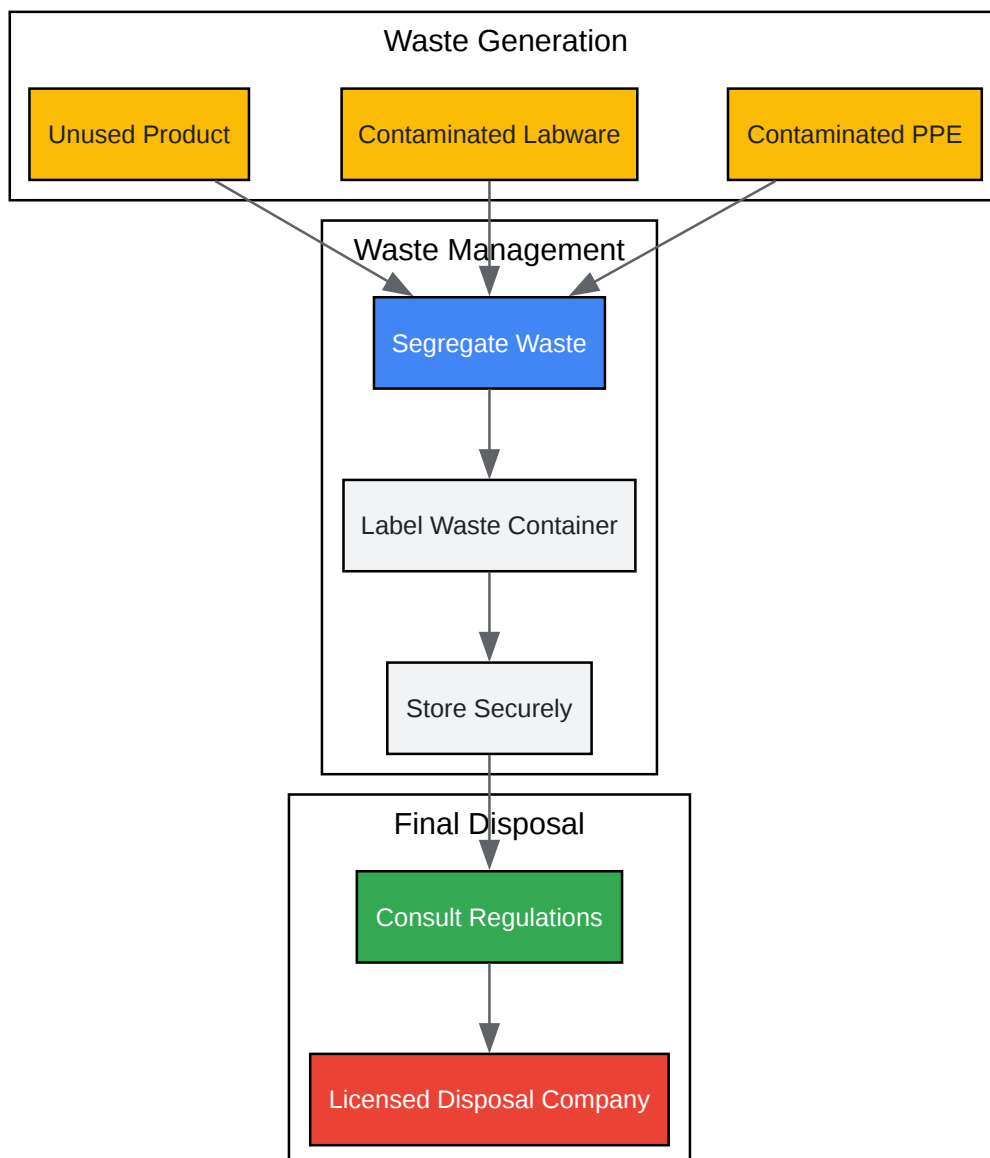 Waste Generation
Unused Product
Contaminated Labware
Contaminated PPE
Waste Management
Segregate Waste
Label Waste Container
Store Securely
Final Disposal
Consult Regulations
Licensed Disposal Company